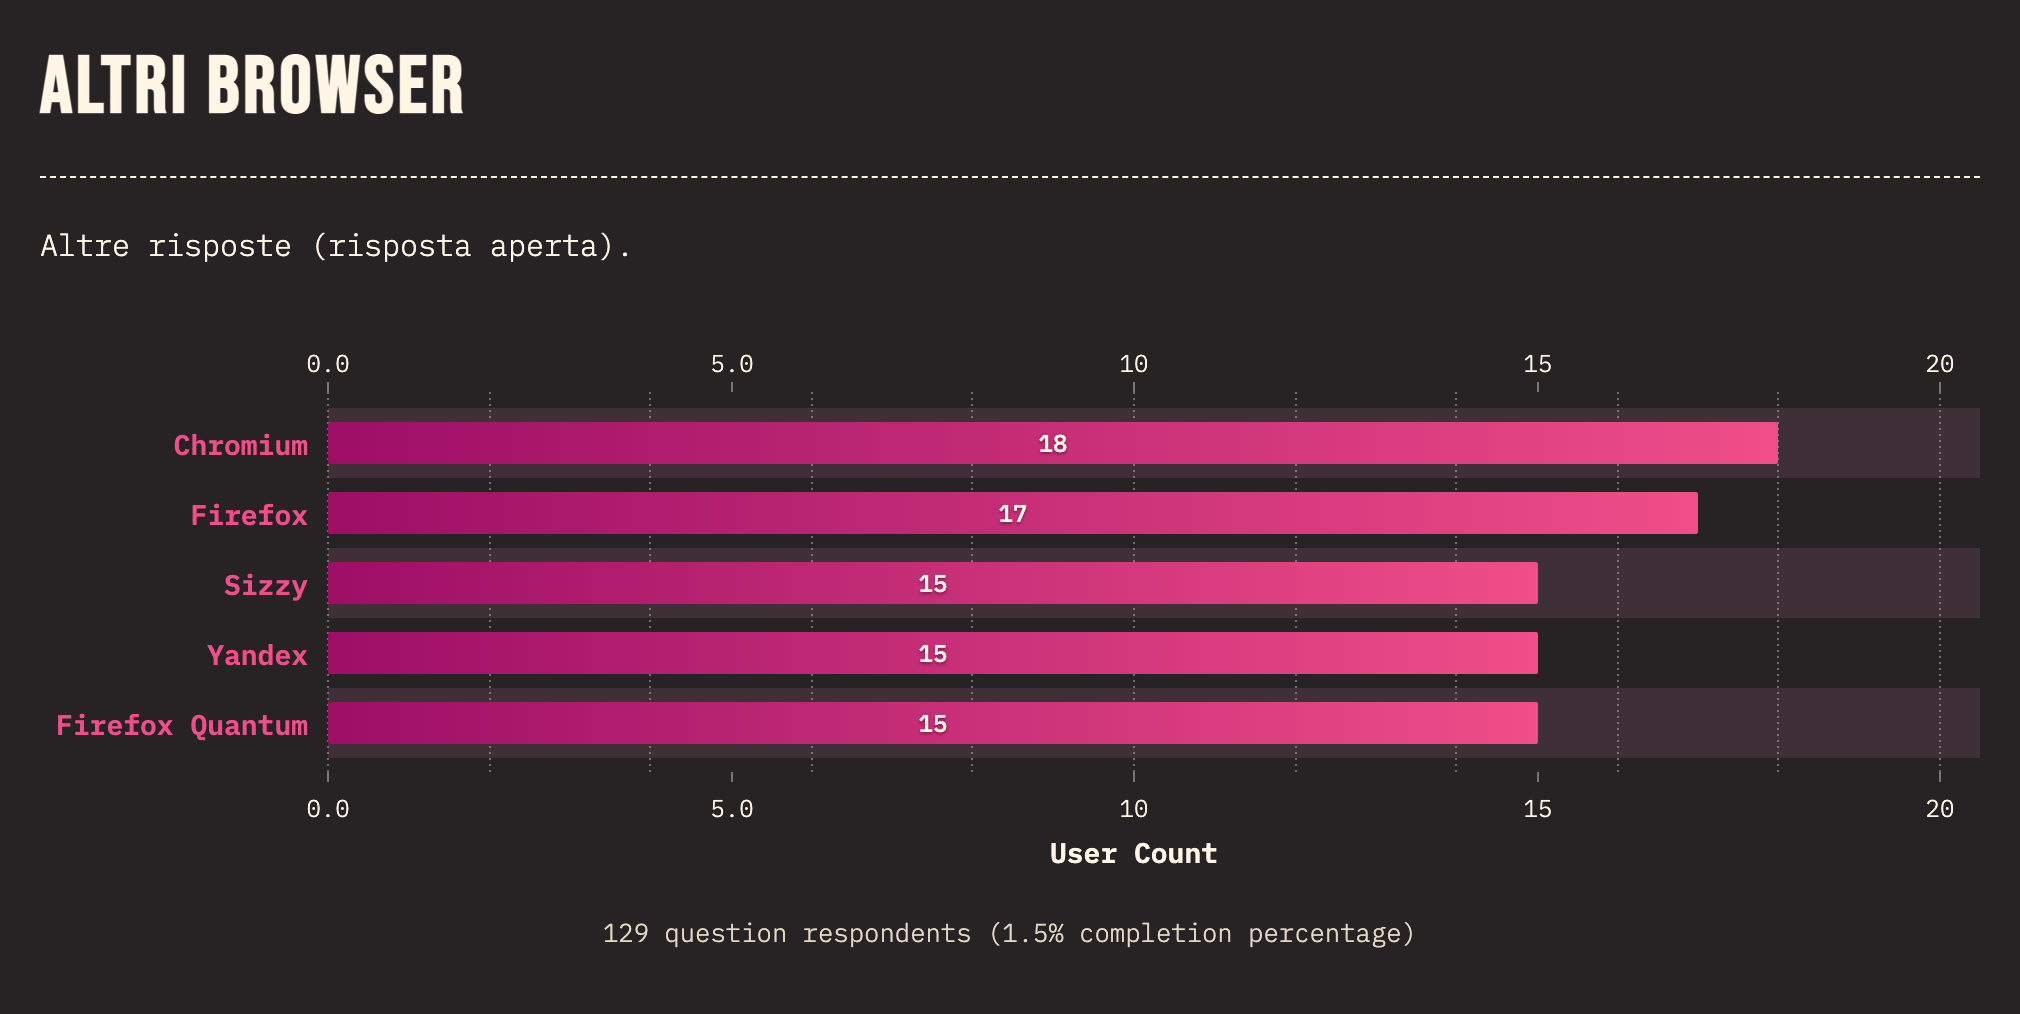 ALTRI BROWSER
Altre risposte (risposta aperta).
0.0 5.0 10 15 20
Chromium 18
Firefox 17
Sizzy 15
Yandex 15
Firefox Quantum 15
0.0 5.0 10 15 20
User Count
129 question respondents (1.5% completion percentage)